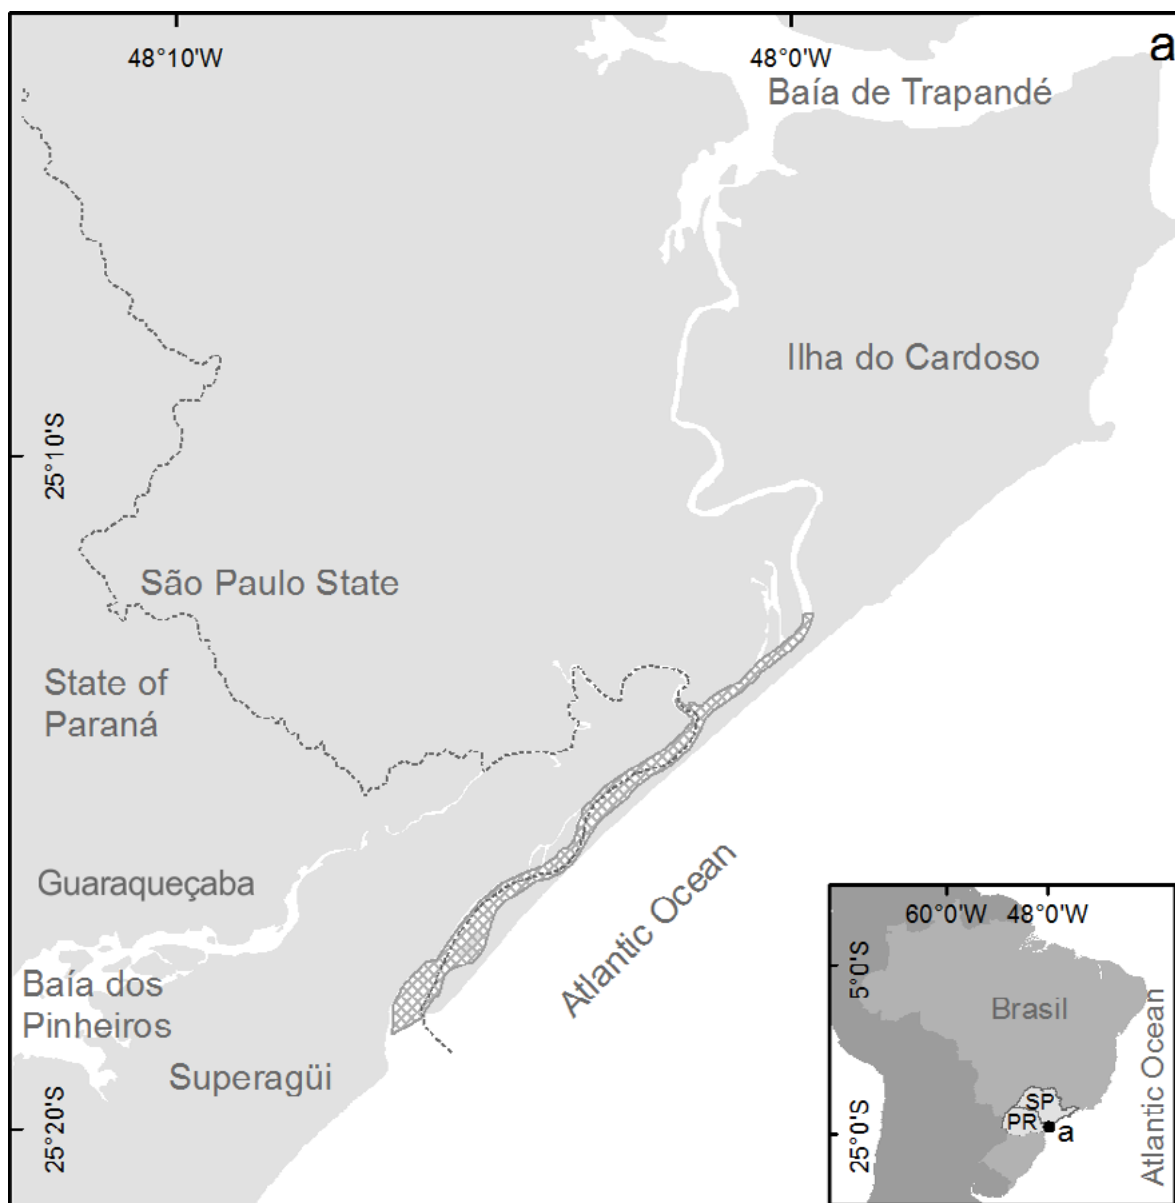 48°10'W
48°0'W
a
Baía de Trapandé
Ilha do Cardoso
25°10'S
São Paulo State
State of
Paraná
Guaraqueçaba
Atlantic Ocean
Baía dos
Pinheiros
Superagüi
25°20'S
60°0'W
48°0'W
5°0'S
Brasil
Atlantic Ocean
SP
PR
a
25°0'S